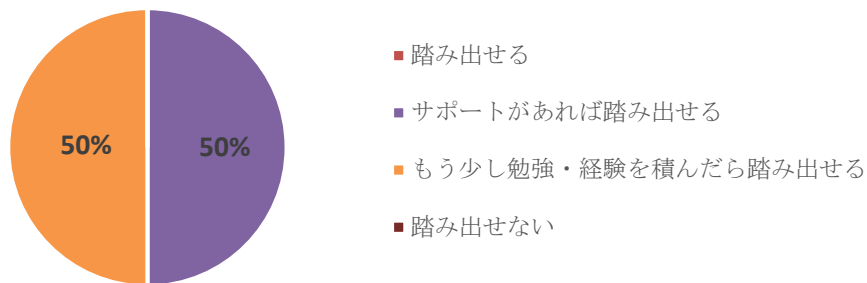 踏み出せる
サポートがあれば踏み出せる
50%
50%
もう少し勉強・経験を積んだら踏み出せる
踏み出せない